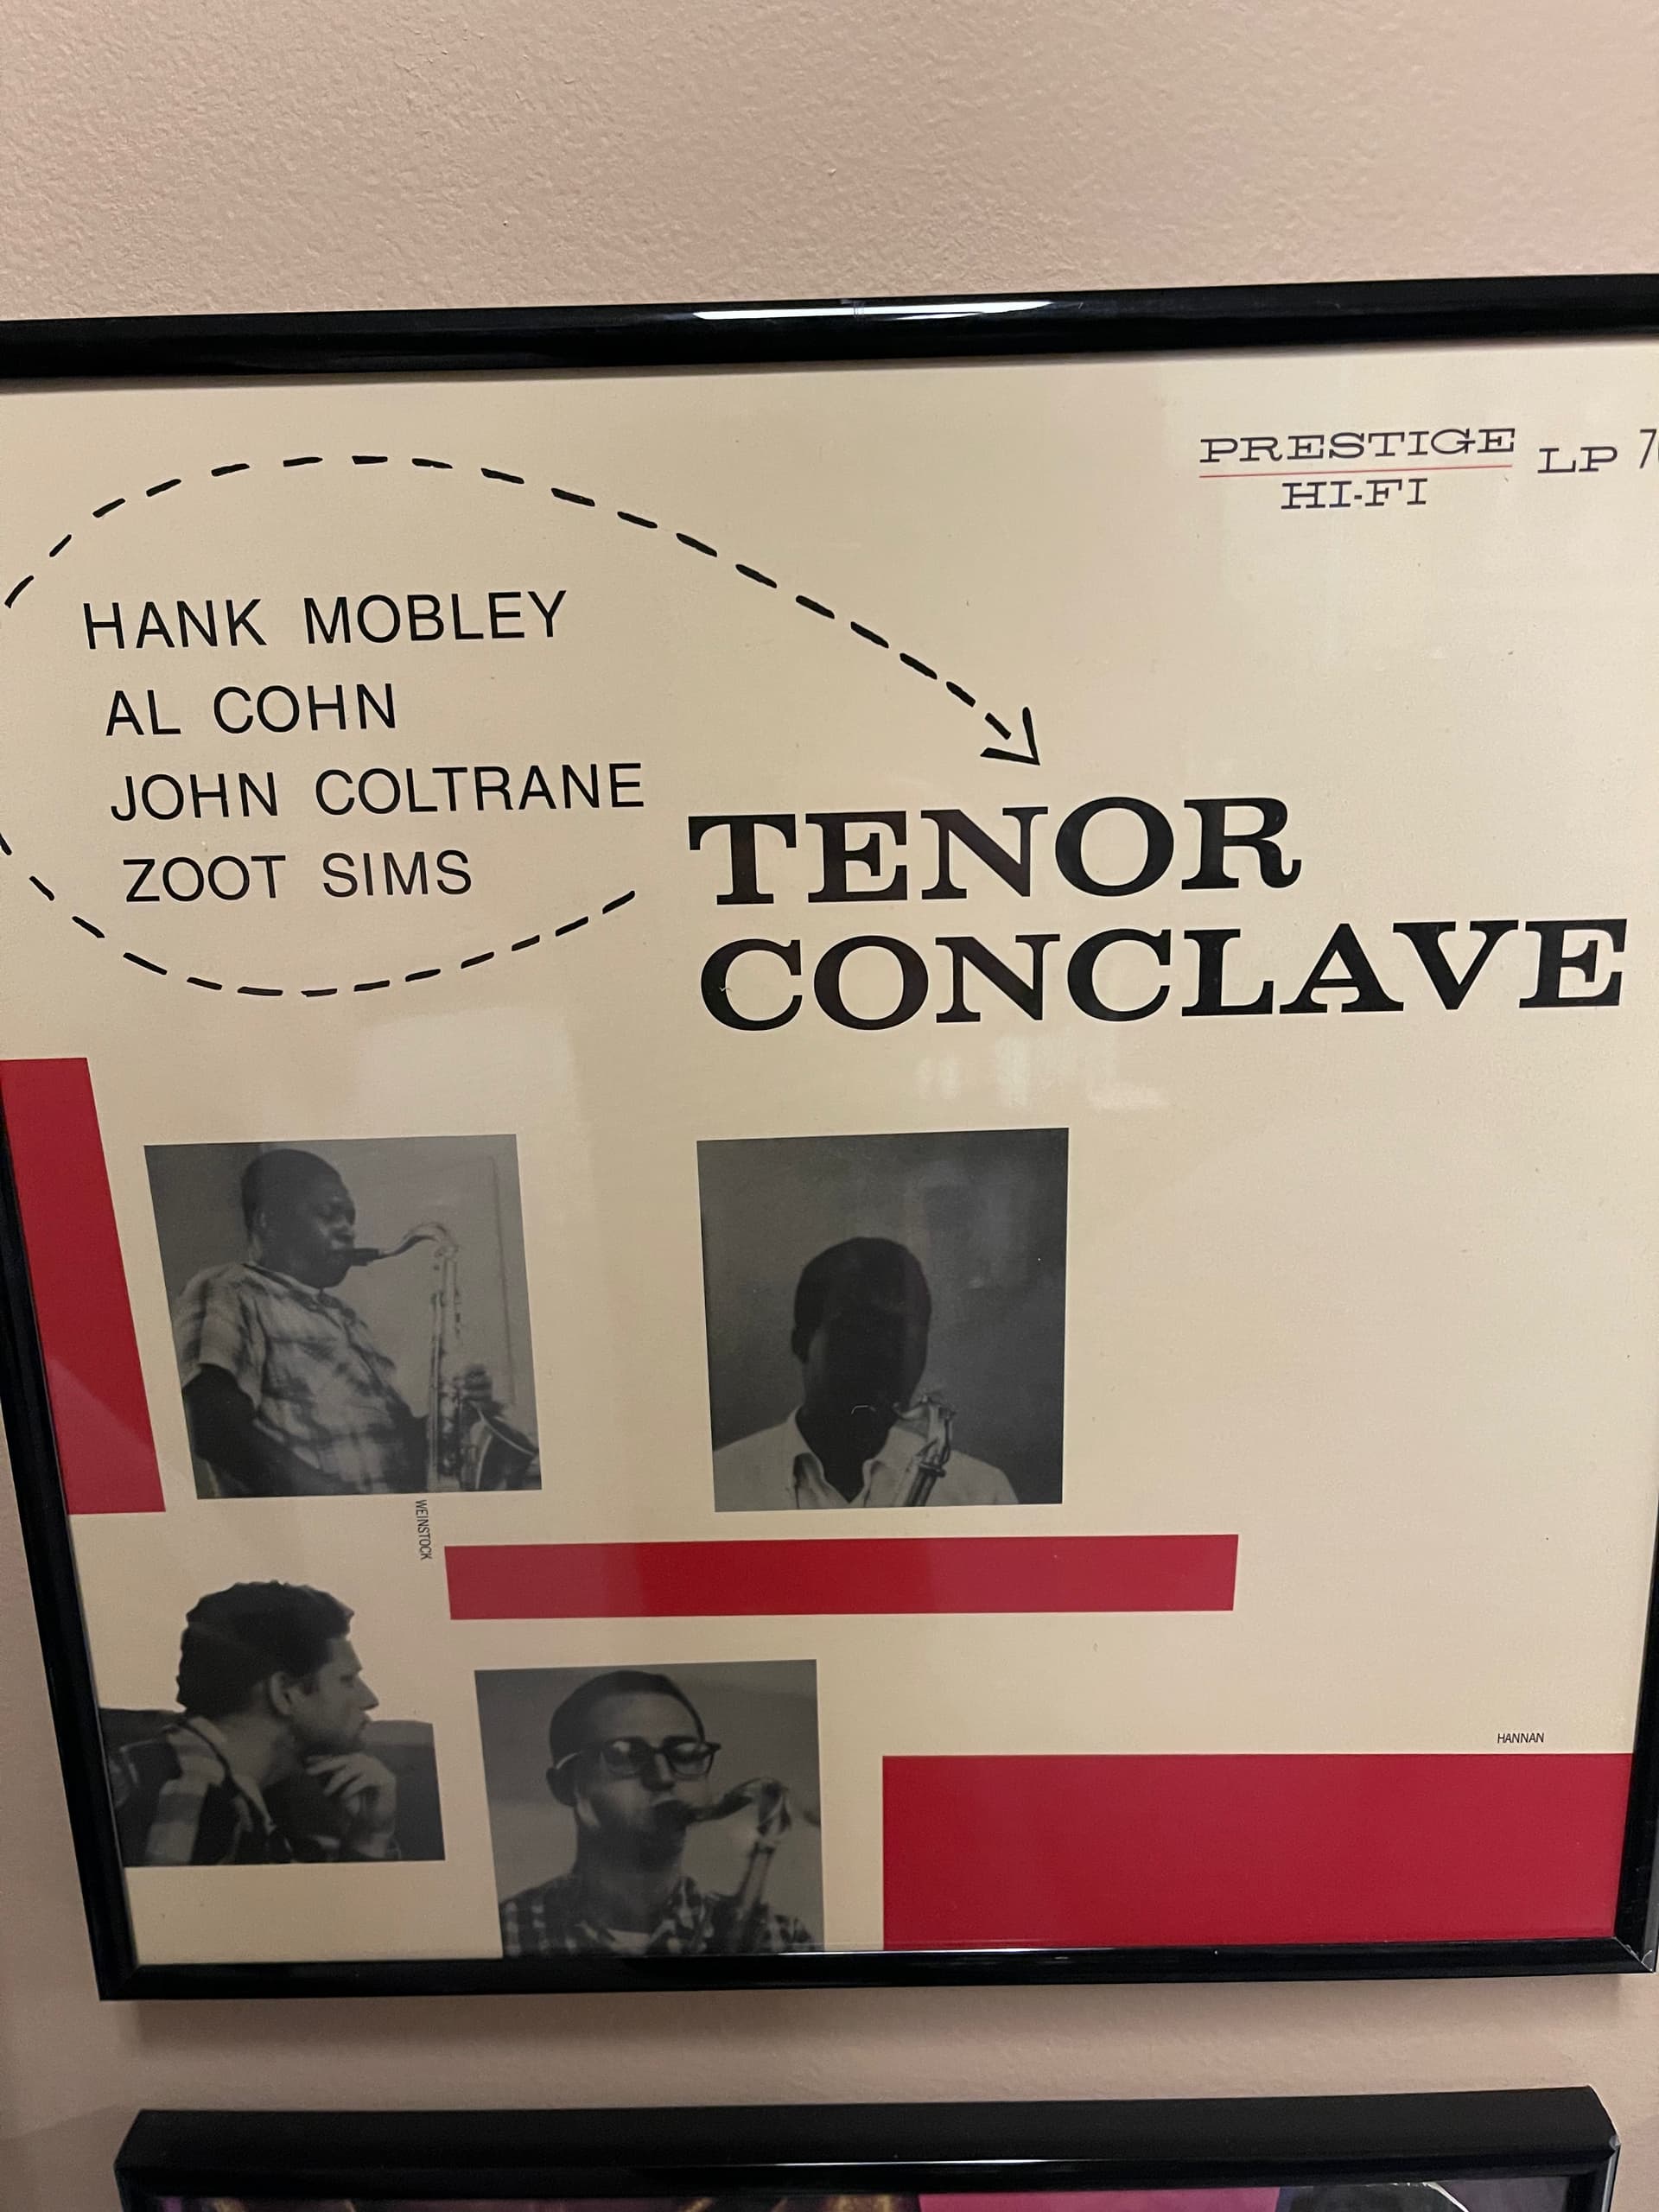 PRESTIGE LP
HI-FI
HANK MOBLEY
AL COHN
JOHN COLTRANE
ZOOT SIMS
TENOR
CONCLAVE
WEINSTOCK
HANNAN